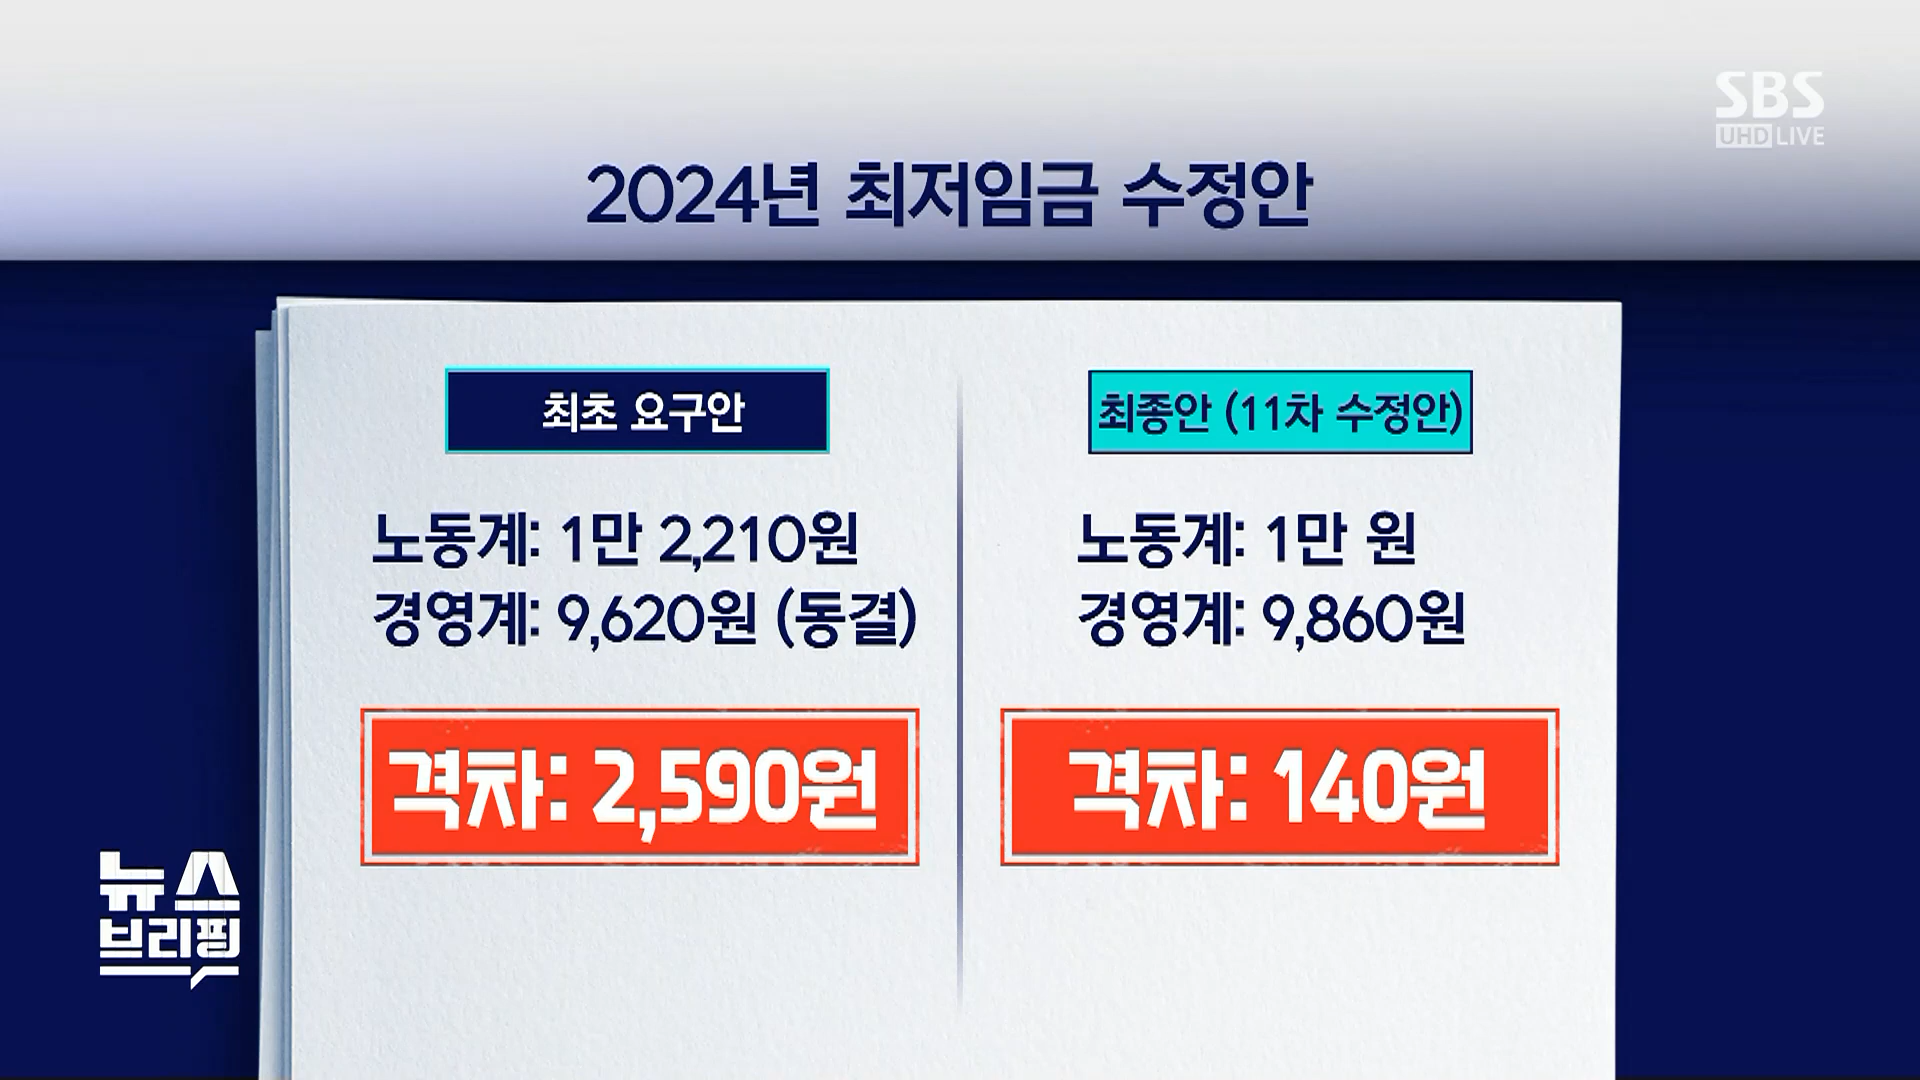 SBS
UHD LIVE
2024년 최저임금 수정안
최초 요구안
노동계: 1만 2,210원
경영계: 9,620원 (동결)
격차: 2,590원
최종안 (11차 수정안)
노동계: 1만 원
경영계: 9,860원
격차: 140원
뉴스
브리핑